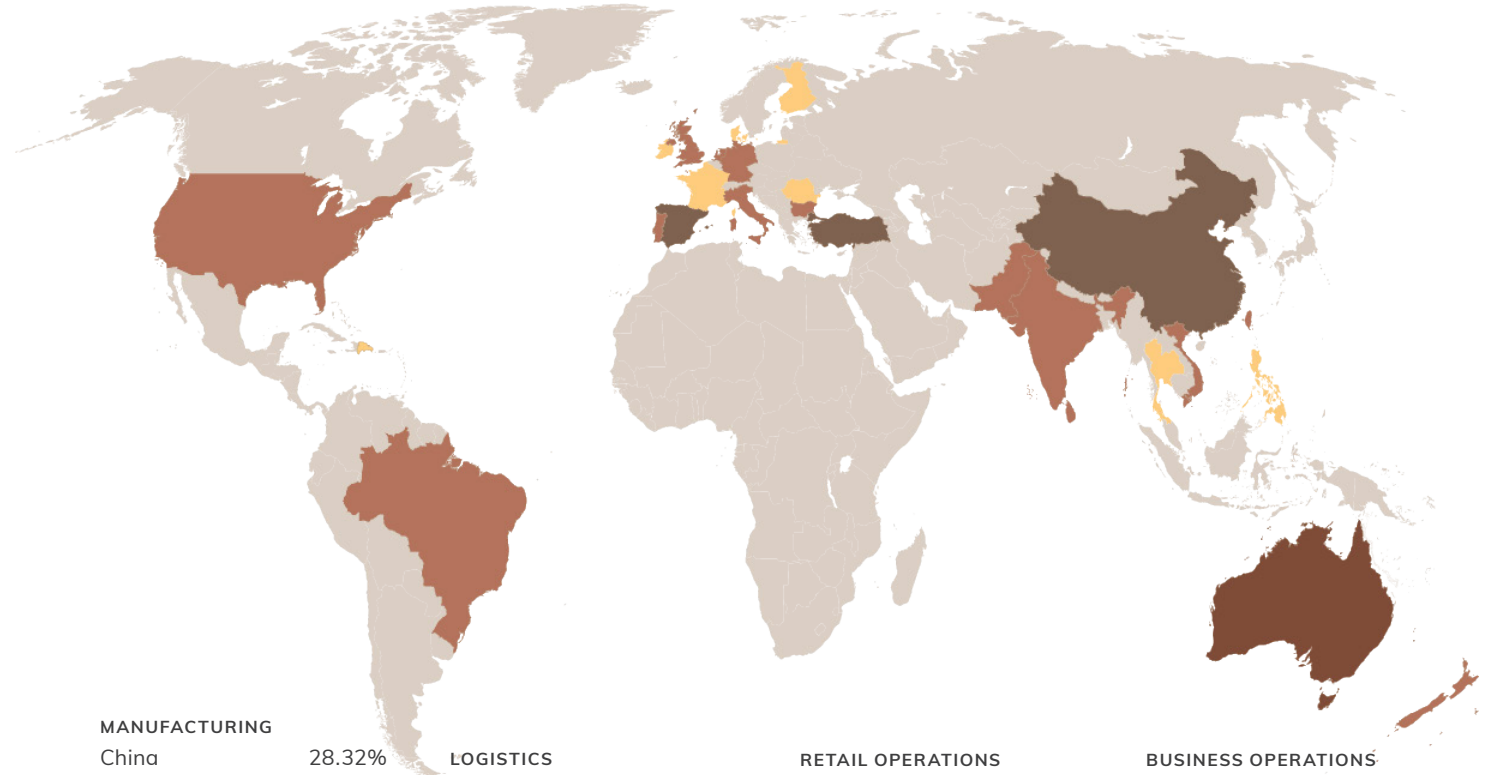 MANUFACTURING
China 28.32%
LOGISTICS
RETAIL OPERATIONS
BUSINESS OPERATIONS